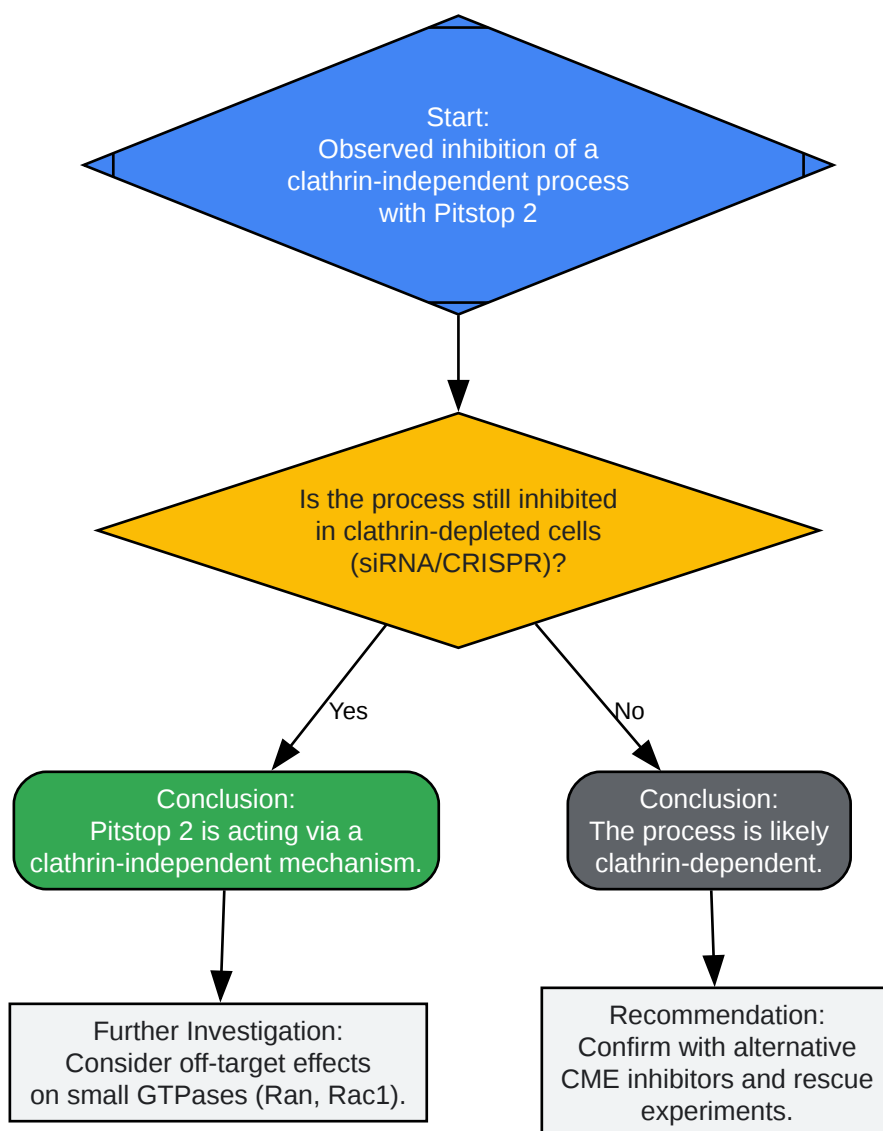 Start:
Observed inhibition of a
clathrin-independent process
with Pitstop 2
Is the process still inhibited
in clathrin-depleted cells
(siRNA/CRISPR)?
Yes
No
Conclusion:
Pitstop 2 is acting via a
clathrin-independent mechanism.
Conclusion:
The process is likely
clathrin-dependent.
Further Investigation:
Consider off-target effects
on small GTPases (Ran, Rac1).
Recommendation:
Confirm with alternative
CME inhibitors and rescue
experiments.